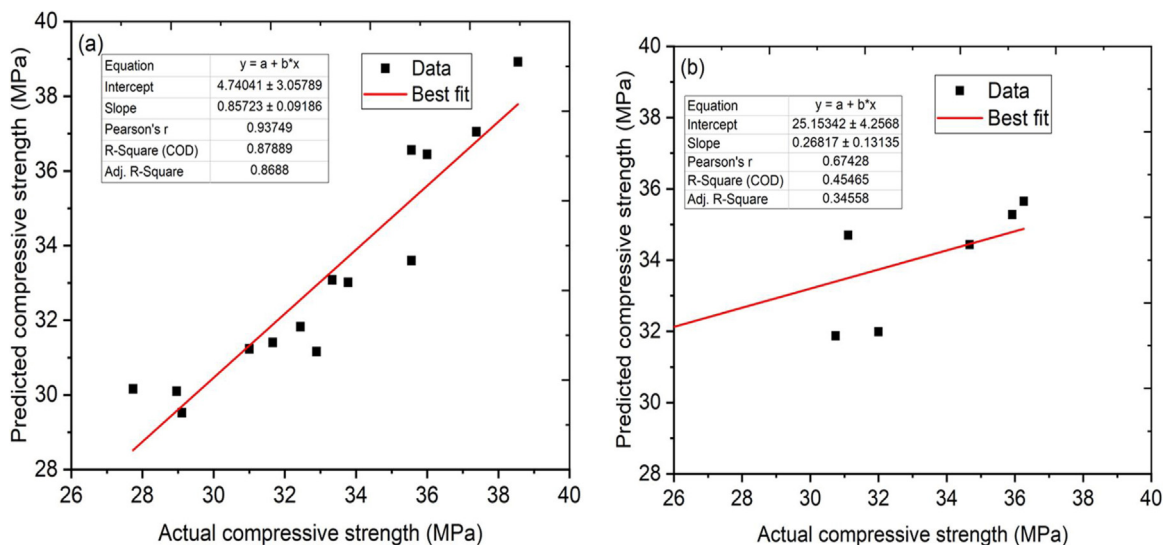 (a)
Equation y = a + b*x
Intercept 4.74041 ± 3.05789
Slope 0.85723 ± 0.09186
Pearson's r 0.93749
R-Square (COD) 0.87889
Adj. R-Square 0.8688
Data
Best fit
40
38
36
34
32
30
28
Predicted compressive strength (MPa)
26 28 30 32 34 36 38 40
Actual compressive strength (MPa)
(b)
Equation y = a + b*x
Intercept 25.15342 ± 4.2568
Slope 0.26817 ± 0.13135
Pearson's r 0.67428
R-Square (COD) 0.45465
Adj. R-Square 0.34558
Data
Best fit
40
38
36
34
32
30
28
Predicted compressive strength (MPa)
26 28 30 32 34 36 38 40
Actual compressive strength (MPa)